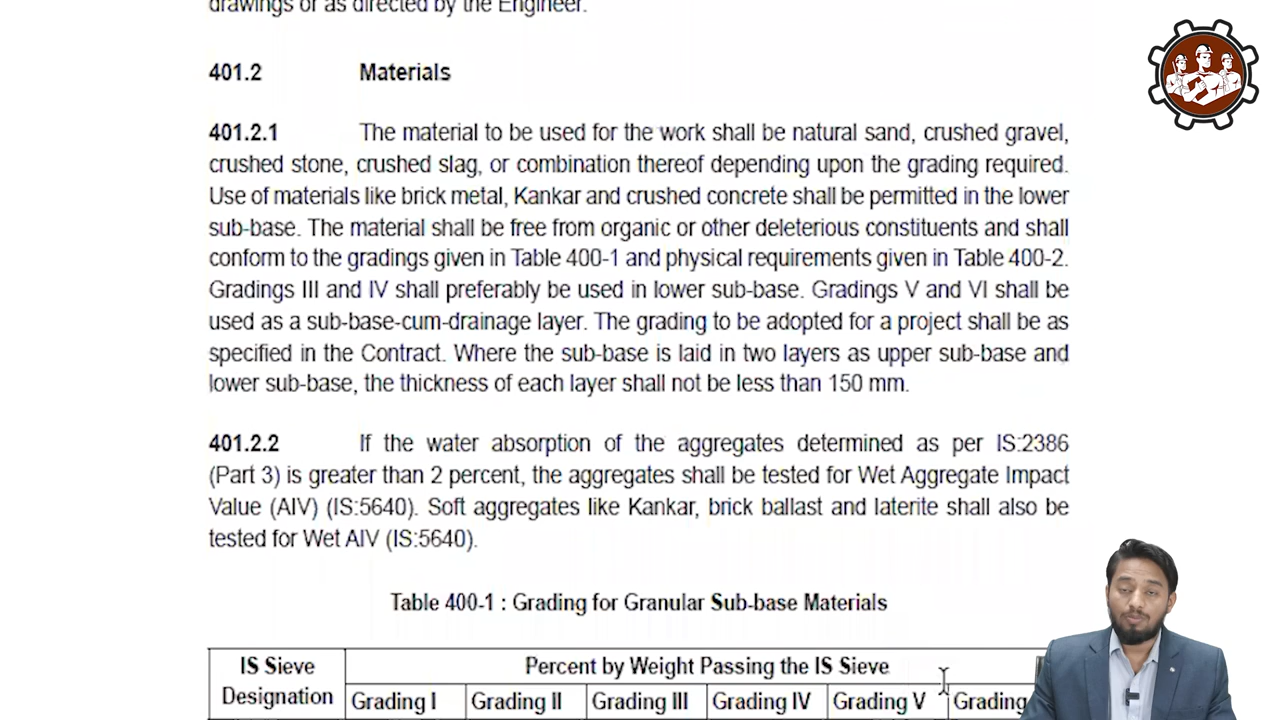 drawings or as directed by the Engineer.
401.2 Materials
401.2.1 The material to be used for the work shall be natural sand, crushed gravel,
crushed stone, crushed slag, or combination thereof depending upon the grading required.
Use of materials like brick metal, Kankar and crushed concrete shall be permitted in the lower
sub-base. The material shall be free from organic or other deleterious constituents and shall
conform to the gradings given in Table 400-1 and physical requirements given in Table 400-2.
Gradings III and IV shall preferably be used in lower sub-base. Gradings V and VI shall be
used as a sub-base-cum-drainage layer. The grading to be adopted for a project shall be as
specified in the Contract. Where the sub-base is laid in two layers as upper sub-base and
lower sub-base, the thickness of each layer shall not be less than 150 mm.
401.2.2 If the water absorption of the aggregates determined as per IS:2386
(Part 3) is greater than 2 percent, the aggregates shall be tested for Wet Aggregate Impact
Value (AIV) (IS:5640). Soft aggregates like Kankar, brick ballast and laterite shall also be
tested for Wet AIV (IS:5640).
Table 400-1 : Grading for Granular Sub-base Materials
IS Sieve Designation
Percent by Weight Passing the IS Sieve
Grading I Grading II Grading III Grading IV Grading V Grading